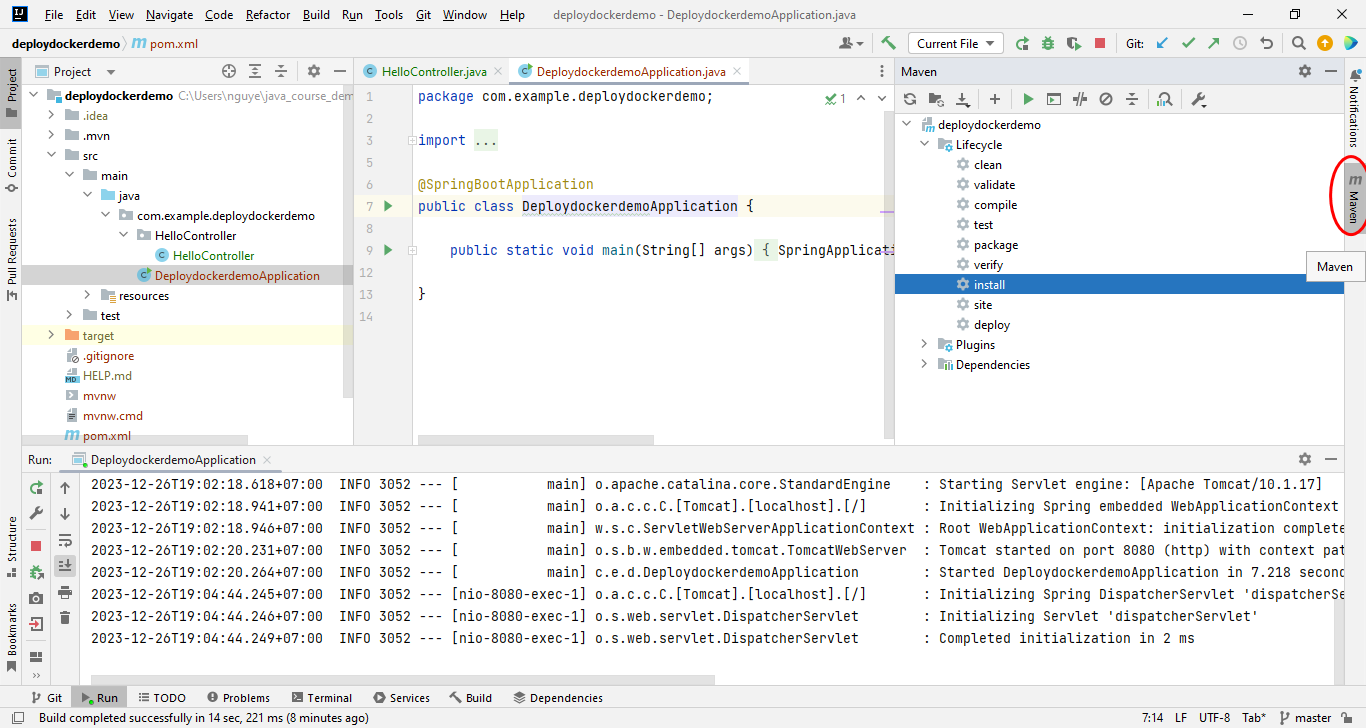 File Edit View Navigate Code Refactor Build Run Tools Git Window Help deploydockerdemo - DeploydockerdemoApplication.java
deploydockerdemo pom.xml Current File Git:
Project
HelloController.java DeploydockerdemoApplication.java
Maven
Project
Commit
Pull Requests
Structure
Bookmarks
deploydockerdemo C:\Users\nguye\java_course_dem
.idea
.mvn
src
main
java
com.example.deploydockerdemo
HelloController
HelloController
DeploydockerdemoApplication
resources
test
target
.gitignore
HELP.md
mvnw
mvnw.cmd
pom.xml
1 package com.example.deploydockerdemo;
1
2
3 import ...
5
6 @SpringBootApplication
7 public class DeploydockerdemoApplication {
8
9 public static void main(String[] args) { SpringApplicati
12
13 }
14
deploydockerdemo
Lifecycle
clean
validate
compile
test
package
verify
install
site
deploy
Plugins
Dependencies
Notifications
Maven
Maven
Run: DeploydockerdemoApplication
2023-12-26T19:02:18.618+07:00 INFO 3052 --- [ main] o.apache.catalina.core.StandardEngine : Starting Servlet engine: [Apache Tomcat/10.1.17]
2023-12-26T19:02:18.941+07:00 INFO 3052 --- [ main] o.a.c.c.C.[Tomcat].[localhost].[/] : Initializing Spring embedded WebApplicationContext
2023-12-26T19:02:18.946+07:00 INFO 3052 --- [ main] w.s.c.ServletWebServerApplicationContext : Root WebApplicationContext: initialization complete
2023-12-26T19:02:20.231+07:00 INFO 3052 --- [ main] o.s.b.w.embedded.tomcat.TomcatWebServer : Tomcat started on port 8080 (http) with context pat
2023-12-26T19:02:20.264+07:00 INFO 3052 --- [ main] c.e.d.DeploydockerdemoApplication : Started DeploydockerdemoApplication in 7.218 second
2023-12-26T19:04:44.245+07:00 INFO 3052 --- [nio-8080-exec-1] o.a.c.c.C.[Tomcat].[localhost].[/] : Initializing Spring DispatcherServlet 'dispatcherSe
2023-12-26T19:04:44.246+07:00 INFO 3052 --- [nio-8080-exec-1] o.s.web.servlet.DispatcherServlet : Initializing Servlet 'dispatcherServlet'
2023-12-26T19:04:44.249+07:00 INFO 3052 --- [nio-8080-exec-1] o.s.web.servlet.DispatcherServlet : Completed initialization in 2 ms
Git Run TODO Problems Terminal Services Build Dependencies
Build completed successfully in 14 sec, 221 ms (8 minutes ago) 7:14 LF UTF-8 Tab* master